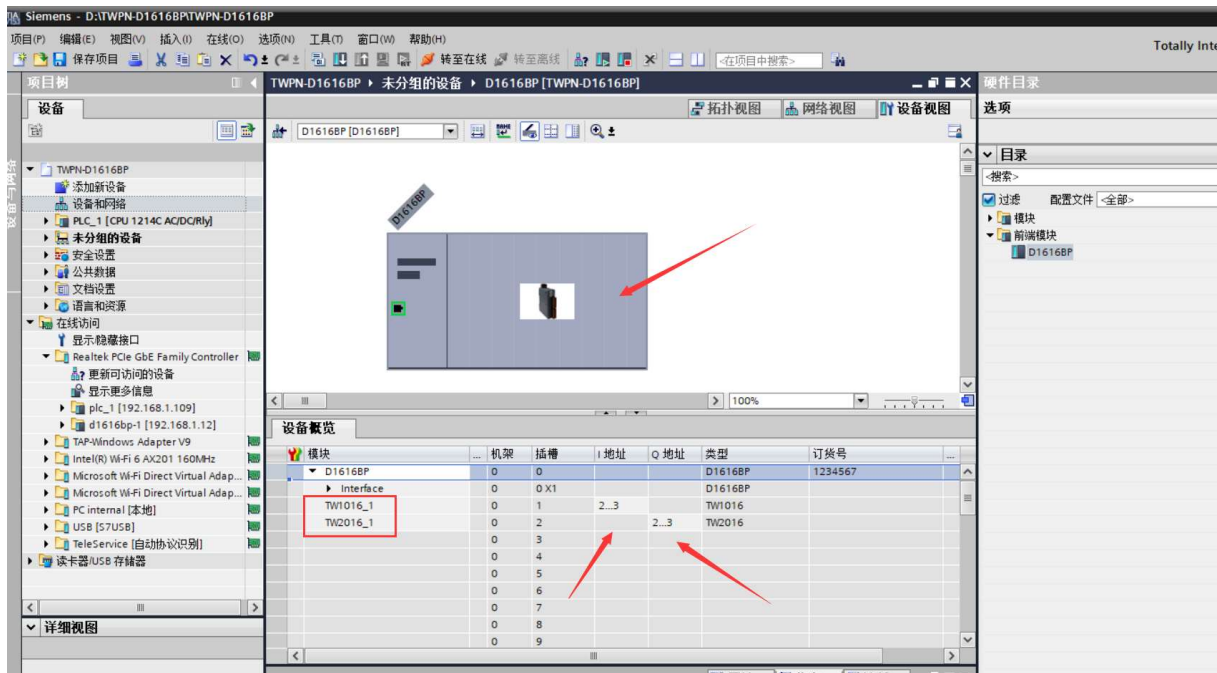 Siemens - D:\TWPN-D1616BP\TWPN-D1616BP
项目(P) 编辑(E) 视图(V) 插入(I) 在线(O) 选项(N) 工具(T) 窗口(W) 帮助(H)
Totally Inte
保存项目 转至在线 转至离线 <在项目中搜索>
项目树
TWPN-D1616BP 未分组的设备 D1616BP [TWPN-D1616BP]
硬件目录
设备
拓扑视图 网络视图 设备视图
选项
D1616BP [D1616BP]
目录
<搜索>
过滤 配置文件 <全部>
模块
前端模块
D1616BP
TWPN-D1616BP
添加新设备
设备和网络
PLC_1 [CPU 1214C AC/DC/Rly]
未分组的设备
安全设置
公共数据
文档设置
语言和资源
在线访问
显示/隐藏接口
Realtek PCIe GbE Family Controller
更新可访问的设备
显示更多信息
plc_1 [192.168.1.109]
d1616bp-1 [192.168.1.12]
TAP-Windows Adapter V9
Intel(R) Wi-Fi 6 AX201 160MHz
Microsoft Wi-Fi Direct Virtual Adap...
Microsoft Wi-Fi Direct Virtual Adap...
PC internal [本地]
USB [S7USB]
TeleService [自动协议识别]
读卡器/USB 存储器
详细视图
D1616BP
100%
设备概览
模块 ... 机架 插槽 I 地址 Q 地址 类型 订货号 ...
D1616BP 0 0 D1616BP 1234567
Interface 0 0 X1 D1616BP
TW1016_1 0 1 2...3 TW1016
TW2016_1 0 2 2...3 TW2016
0 3
0 4
0 5
0 6
0 7
0 8
0 9